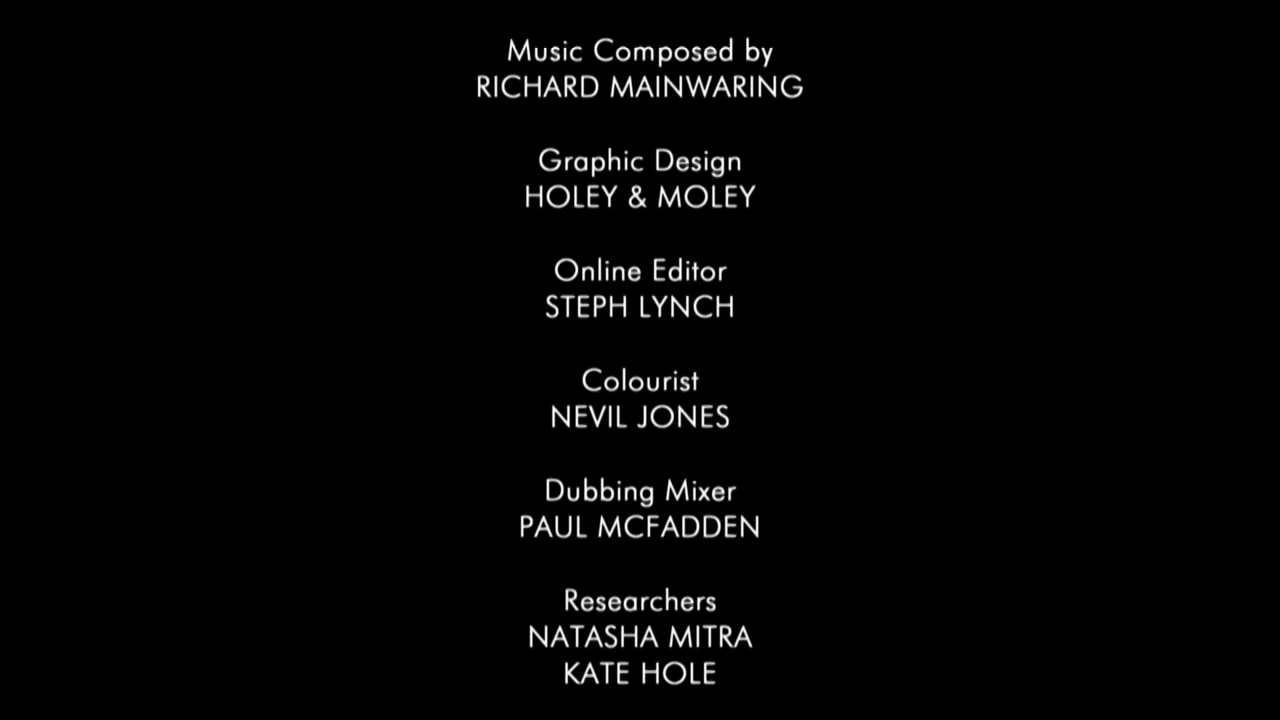 Music Composed by
RICHARD MAINWARING
Graphic Design
HOLEY & MOLEY
Online Editor
STEPH LYNCH
Colourist
NEVIL JONES
Dubbing Mixer
PAUL MCFADDEN
Researchers
NATASHA MITRA
KATE HOLE